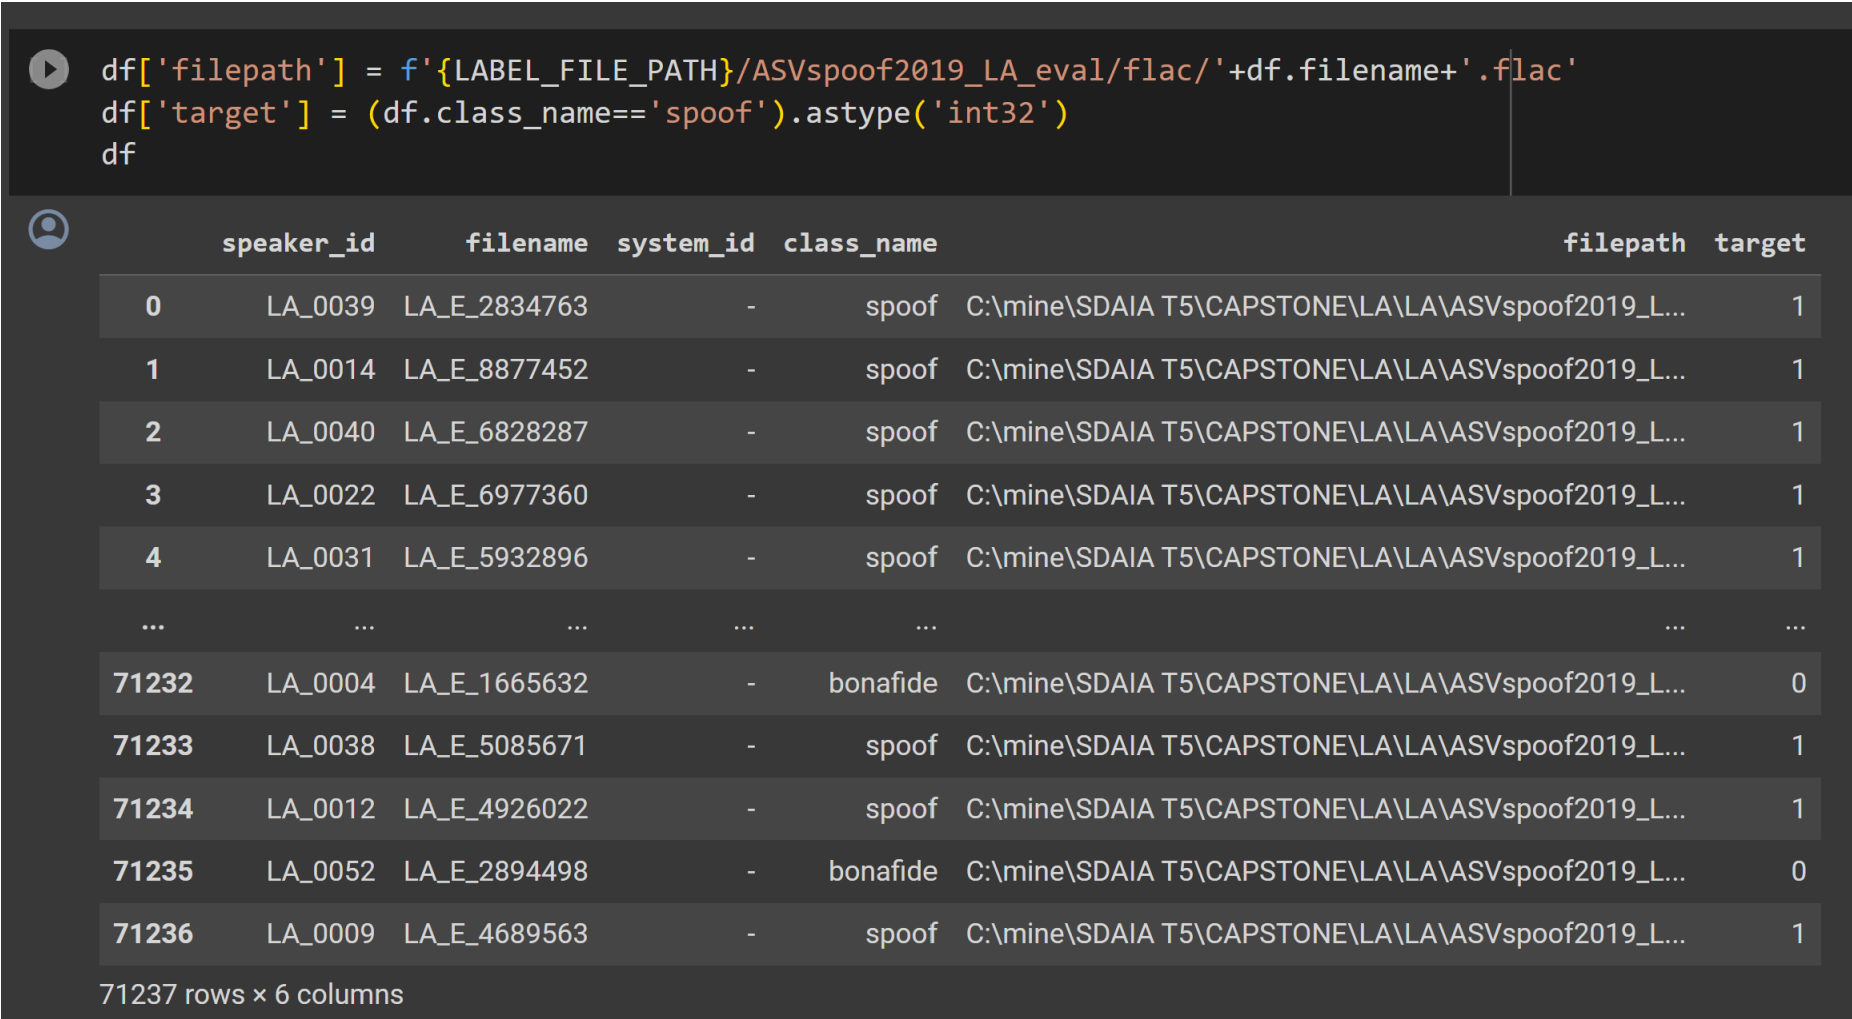 df['filepath'] = f'{LABEL_FILE_PATH}/ASVspoof2019_LA_eval/flac/'+df.filename+'.flac'
df['target'] = (df.class_name=='spoof').astype('int32')
df
speaker_id filename system_id class_name filepath target
0 LA_0039 LA_E_2834763 - spoof C:\mine\SDAIA T5\CAPSTONE\LA\LA\ASVspoof2019_L... 1
1 LA_0014 LA_E_8877452 - spoof C:\mine\SDAIA T5\CAPSTONE\LA\LA\ASVspoof2019_L... 1
2 LA_0040 LA_E_6828287 - spoof C:\mine\SDAIA T5\CAPSTONE\LA\LA\ASVspoof2019_L... 1
3 LA_0022 LA_E_6977360 - spoof C:\mine\SDAIA T5\CAPSTONE\LA\LA\ASVspoof2019_L... 1
4 LA_0031 LA_E_5932896 - spoof C:\mine\SDAIA T5\CAPSTONE\LA\LA\ASVspoof2019_L... 1
... ... ... ... ... ... ...
71232 LA_0004 LA_E_1665632 - bonafide C:\mine\SDAIA T5\CAPSTONE\LA\LA\ASVspoof2019_L... 0
71233 LA_0038 LA_E_5085671 - spoof C:\mine\SDAIA T5\CAPSTONE\LA\LA\ASVspoof2019_L... 1
71234 LA_0012 LA_E_4926022 - spoof C:\mine\SDAIA T5\CAPSTONE\LA\LA\ASVspoof2019_L... 1
71235 LA_0052 LA_E_2894498 - bonafide C:\mine\SDAIA T5\CAPSTONE\LA\LA\ASVspoof2019_L... 0
71236 LA_0009 LA_E_4689563 - spoof C:\mine\SDAIA T5\CAPSTONE\LA\LA\ASVspoof2019_L... 1
71237 rows × 6 columns